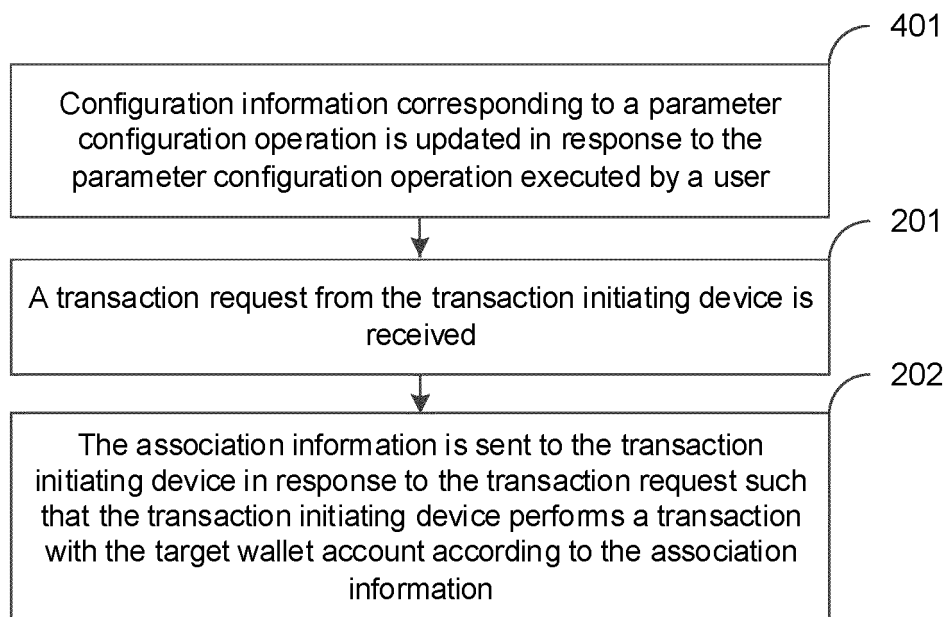 401
Configuration information corresponding to a parameter
configuration operation is updated in response to the
parameter configuration operation executed by a user
201
A transaction request from the transaction initiating device is
received
202
The association information is sent to the transaction
initiating device in response to the transaction request such
that the transaction initiating device performs a transaction
with the target wallet account according to the association
information